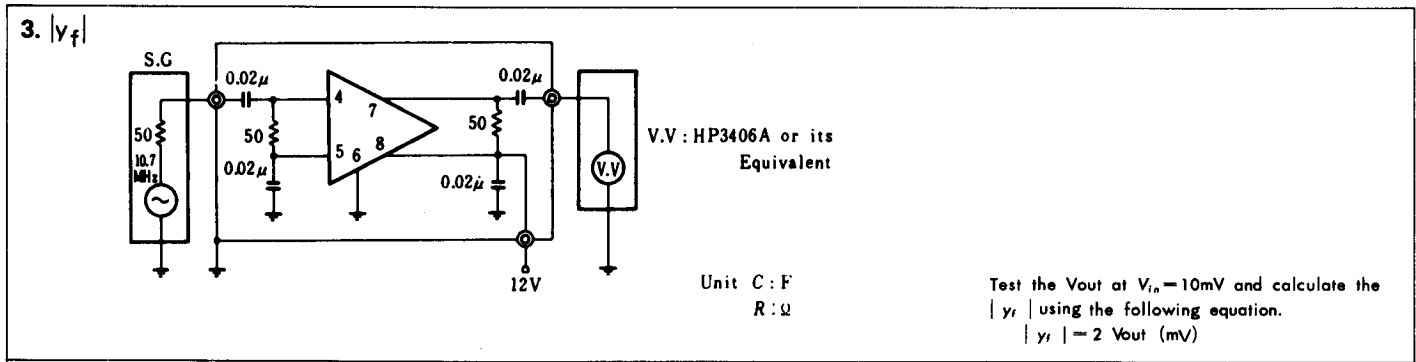 3. |yf|
S.G
0.02μ
0.02μ
4
7
50
50
50
V.V : HP3406A or its
Equivalent
10.7
MHz
5 6 8
0.02μ
0.02μ
V.V
12V
Unit C : F
R : Ω
Test the Vout at Vin=10mV and calculate the
| yf | using the following equation.
| yf | = 2 Vout (mV)